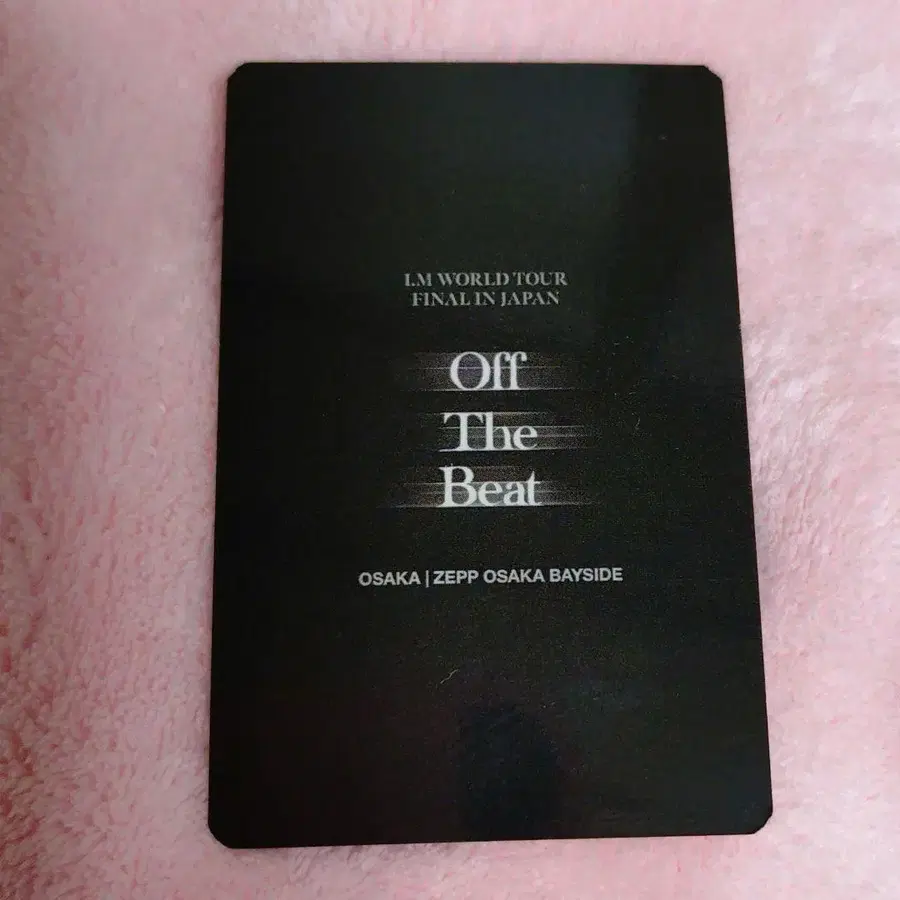 I.M WORLD TOUR
FINAL IN JAPAN
Off
The
Beat
OSAKA | ZEPP OSAKA BAYSIDE